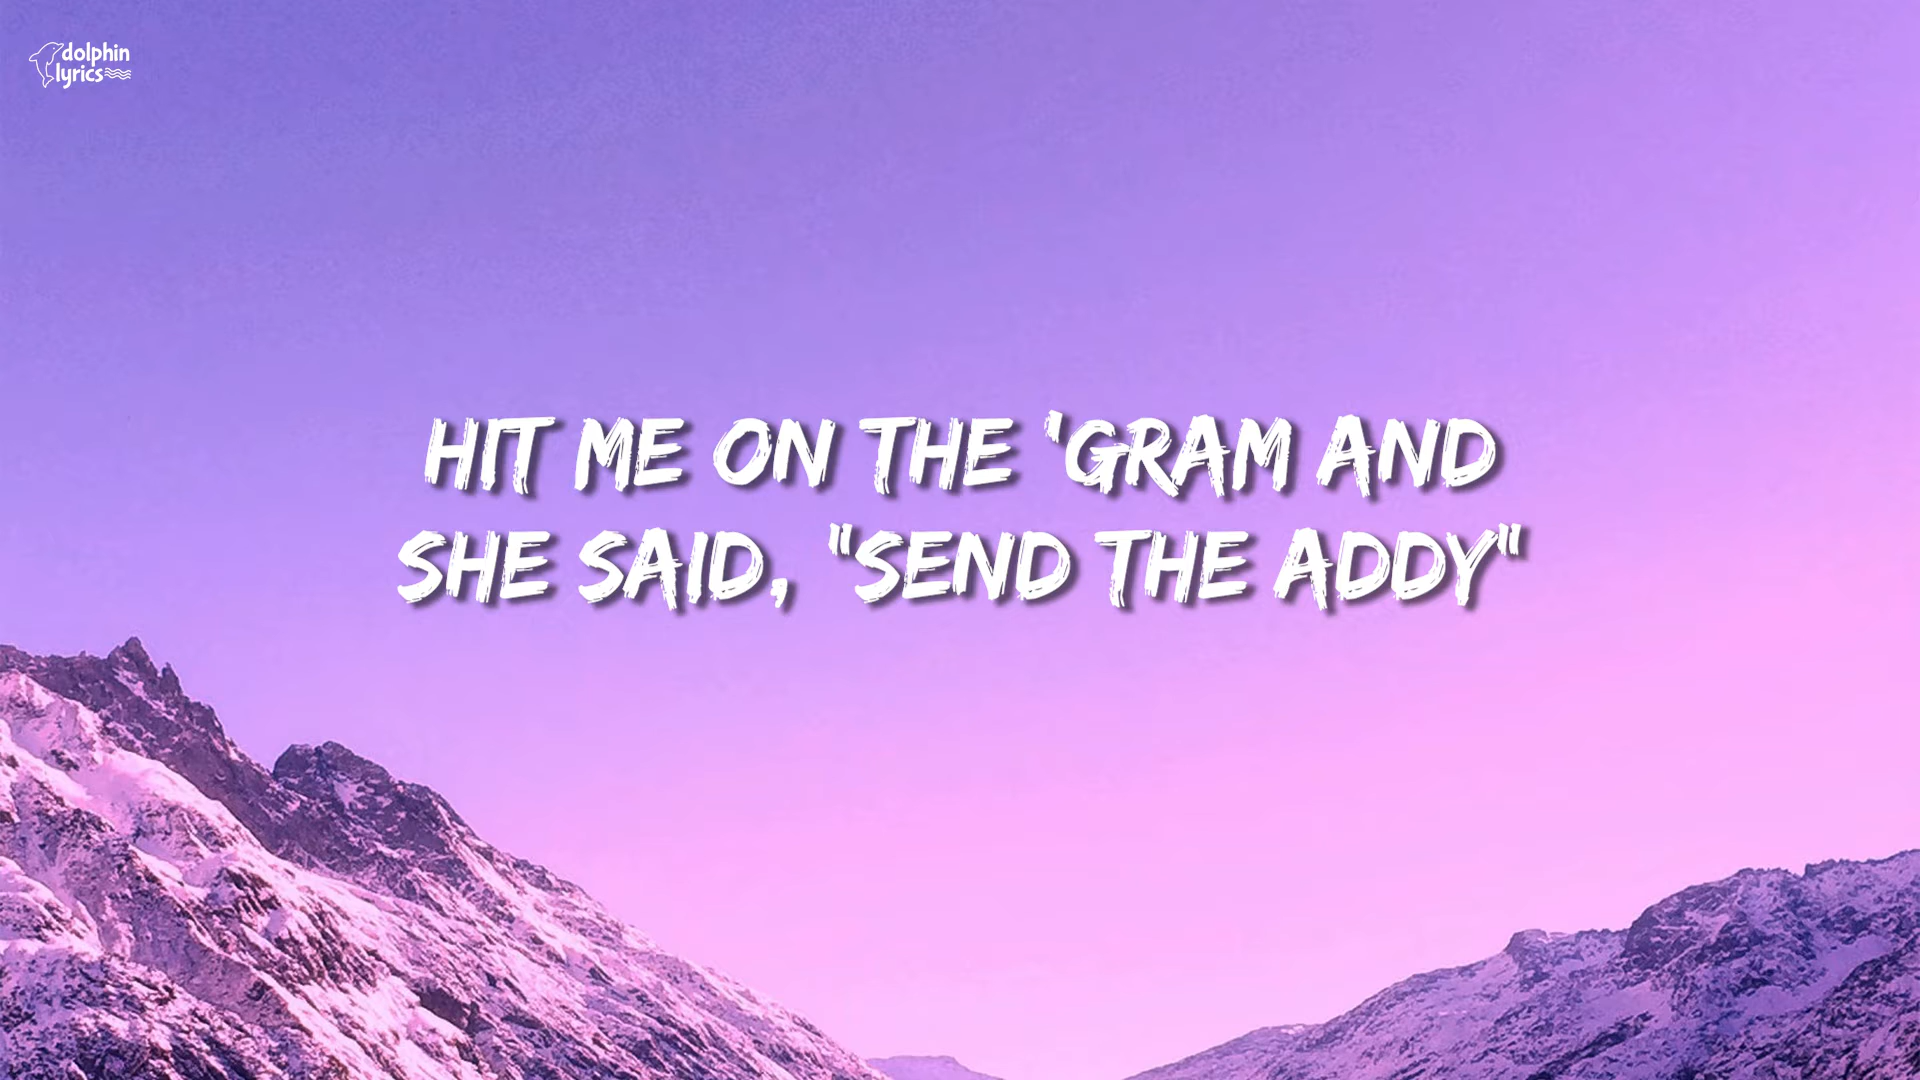 dolphin
lyrics
HIT ME ON THE 'GRAM AND
SHE SAID, "SEND THE ADDY"